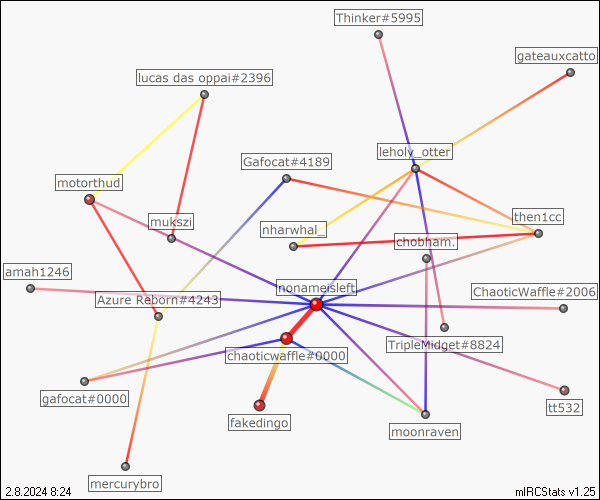 Thinker#5995
gateauxcatto
lucas das oppai#2396
leholy_otter
Gafocat#4189
motorthud
mukszi
nharwhal_
then1cc
chobham.
amah1246
nonameisleft
Azure Reborn#4243
ChaoticWaffle#2006
TripleMidget#8824
chaoticwaffle#0000
gafocat#0000
tt532
fakedingo
moonraven
mercurybro
2.8.2024 8:24
mIRCStats v1.25